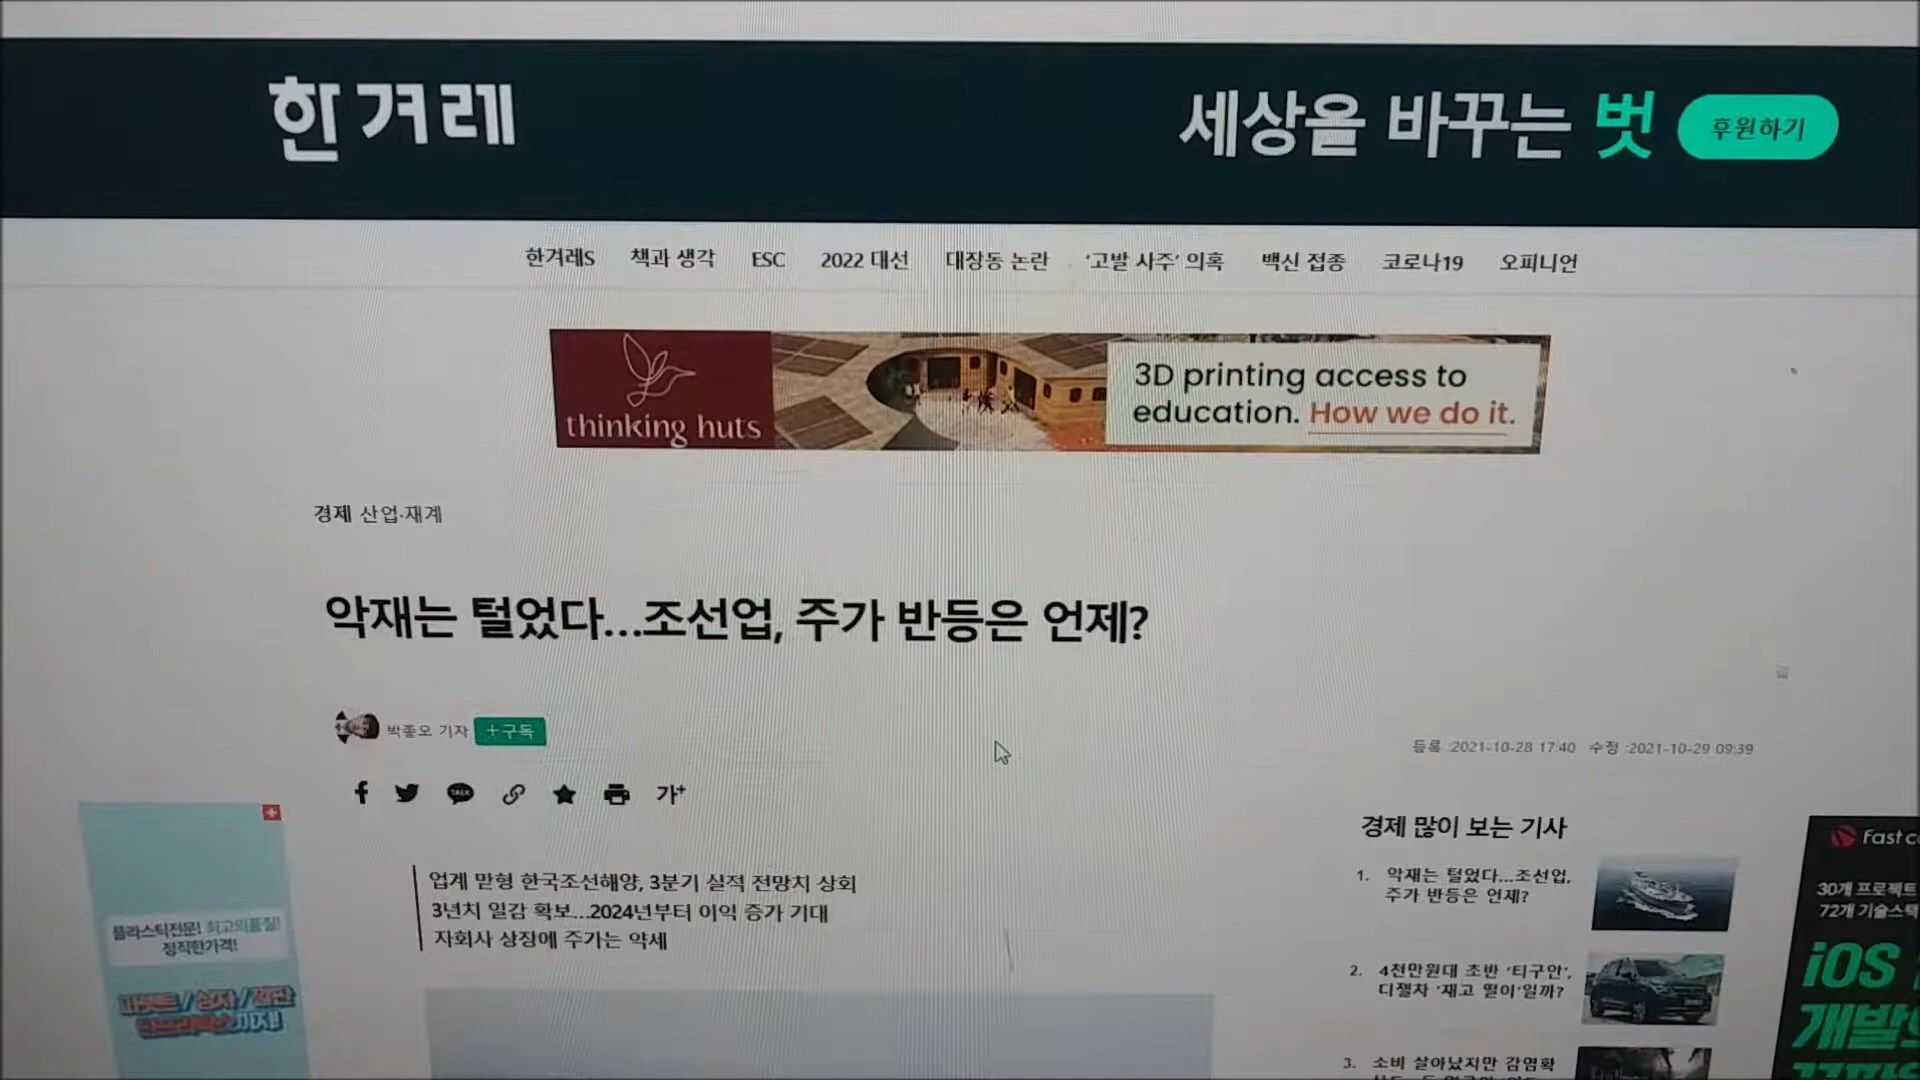 한겨레
세상을 바꾸는 벗 후원하기
한겨레S 책과 생각 ESC 2022 대선 대장동 논란 '고발 사주' 의혹 백신 접종 코로나19 오피니언
thinking huts
3D printing access to
education. How we do it.
경제 산업·재계
악재는 털었다...조선업, 주가 반등은 언제?
기자 +구독
등록 :2021-10-28 17:40 수정 :2021-10-29 09:39
TALK 가+
업계 맏형 한국조선해양, 3분기 실적 전망치 상회
3년치 일감 확보...2024년부터 이익 증가 기대
자회사 상장에 주가는 약세
플라스틱전문! 최고의품질!
정직한가격!
경제 많이 보는 기사
1. 악재는 털었다...조선업,
주가 반등은 언제?
2. 4천만원대 초반 '티구안',
디젤차 '재고 떨이'일까?
3. 소비 살아났지만 감염확
Fast c
30개 프로젝트
72개 기술스택
iOS
개발